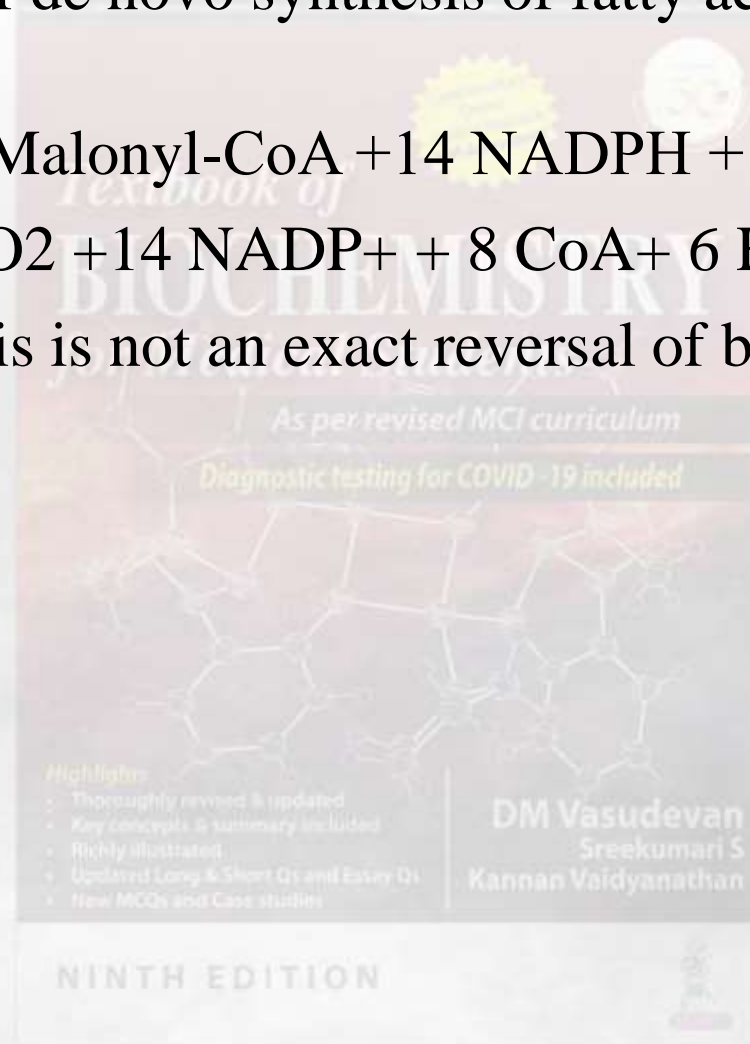 r de novo synthesis of fatty ac
Malonyl-CoA +14 NADPH +
O2 +14 NADP+ + 8 CoA+ 6 H
is is not an exact reversal of b
Textbook of
BIOCHEMISTRY
As per revised MCI curriculum
Diagnostic testing for COVID -19 included
Highlights
• Thoroughly revised & updated
• Key concepts & summary included
• Richly illustrated
• Updated Long & Short Qs and Essay Qs
• New MCQs and Case studies
DM Vasudevan
Sreekumari S
Kannan Vaidyanathan
NINTH EDITION